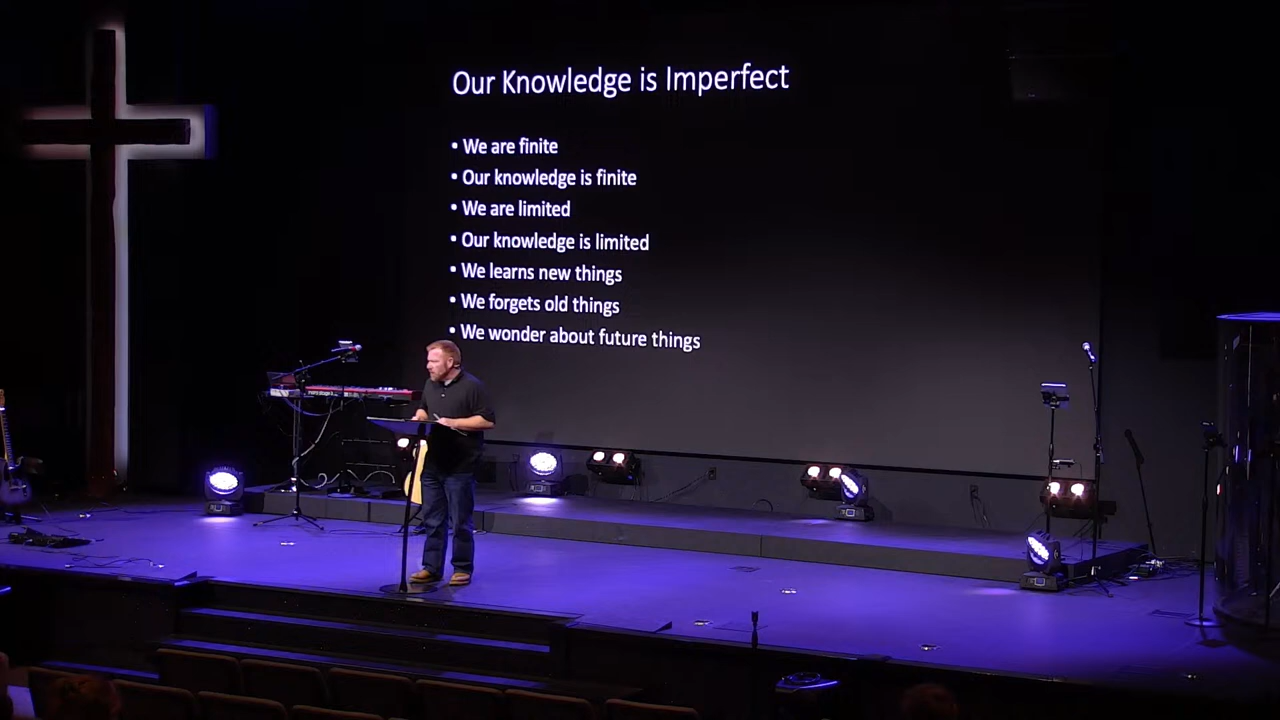 Our Knowledge is Imperfect
• We are finite
• Our knowledge is finite
• We are limited
• Our knowledge is limited
• We learns new things
• We forgets old things
• We wonder about future things